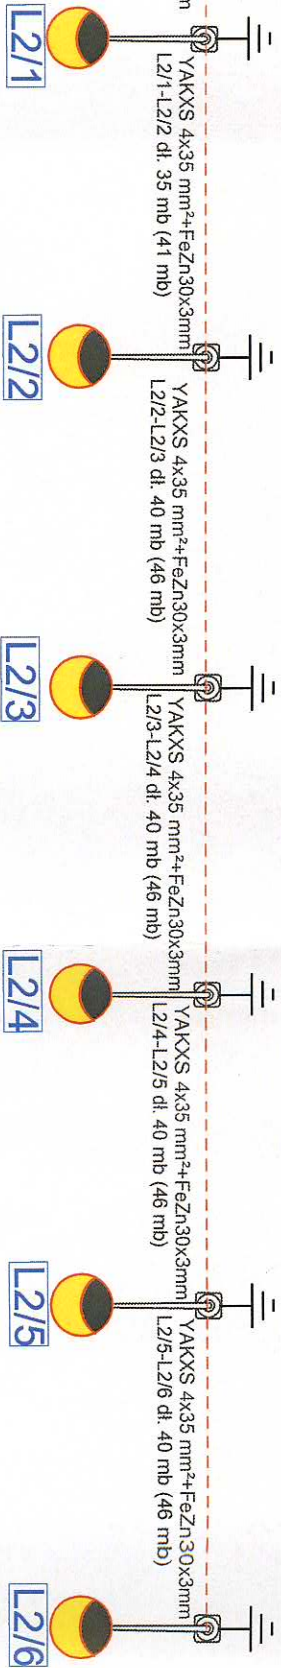 m
L2/1
YAKXS 4x35 mm²+FeZn30x3mm
L2/1-L2/2 dł. 35 mb (41 mb)
L2/2
YAKXS 4x35 mm²+FeZn30x3mm
L2/2-L2/3 dł. 40 mb (46 mb)
L2/3
YAKXS 4x35 mm²+FeZn30x3mm
L2/3-L2/4 dł. 40 mb (46 mb)
L2/4
YAKXS 4x35 mm²+FeZn30x3mm
L2/4-L2/5 dł. 40 mb (46 mb)
L2/5
YAKXS 4x35 mm²+FeZn30x3mm
L2/5-L2/6 dł. 40 mb (46 mb)
L2/6